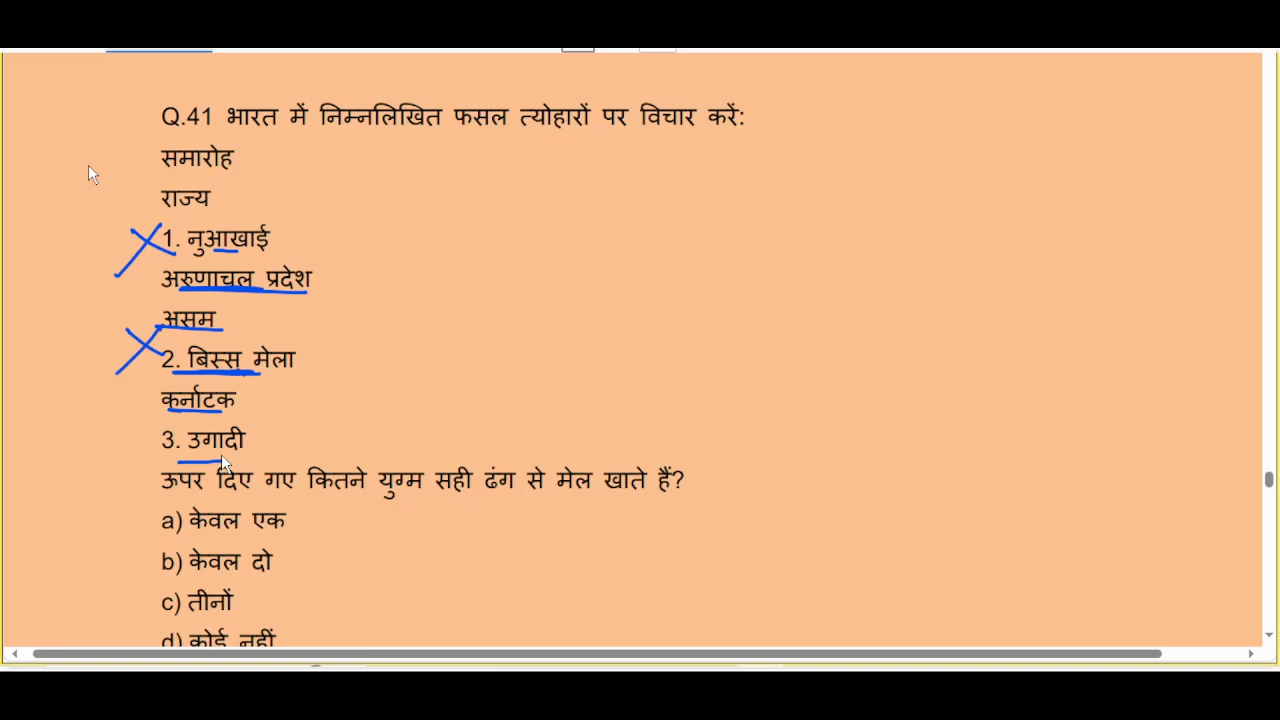 Q.41 भारत में निम्नलिखित फसल त्योहारों पर विचार करें:
समारोह
राज्य
1. नुआखाई
अरुणाचल प्रदेश
असम
2. बिस्सु मेला
कर्नाटक
3. उगादी
ऊपर दिए गए कितने युग्म सही ढंग से मेल खाते हैं?
a) केवल एक
b) केवल दो
c) तीनों
d) कोई नहीं